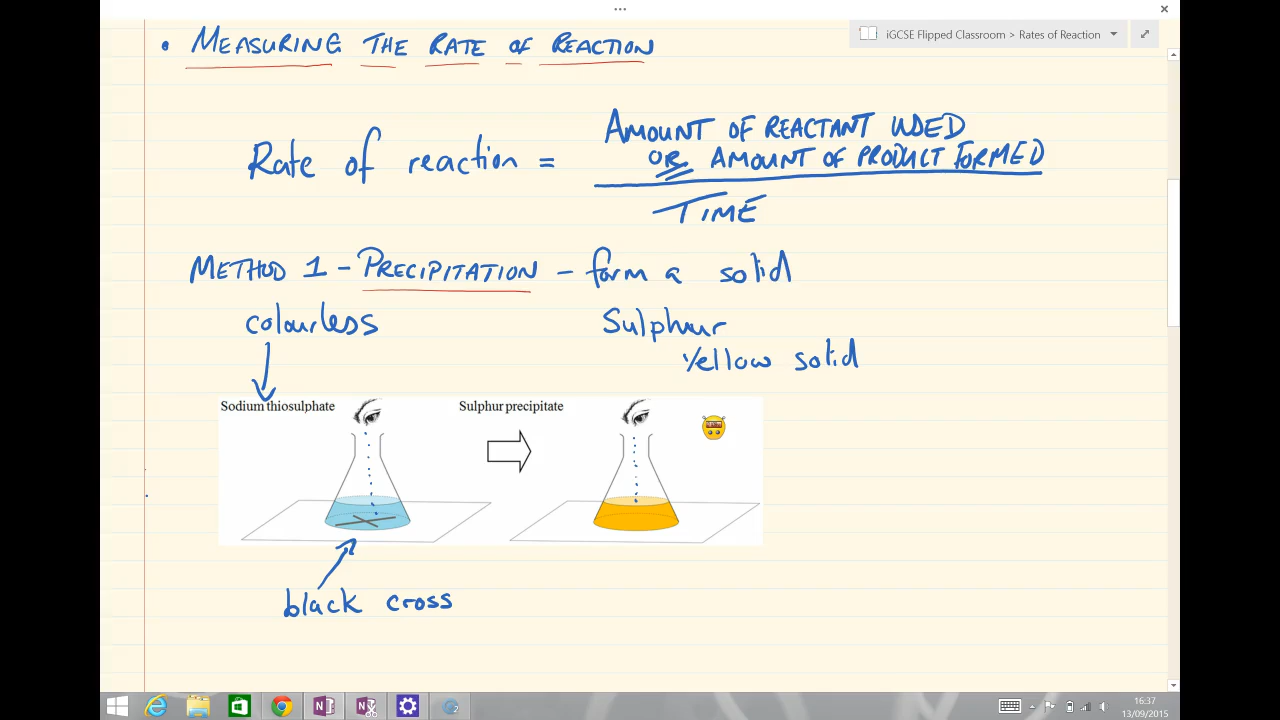 iGCSE Flipped Classroom > Rates of Reaction
• MEASURING THE RATE OF REACTION
AMOUNT OF REACTANT USED
OR AMOUNT OF PRODUCT FORMED
Rate of reaction =
TIME
METHOD 1 - PRECIPITATION - form a solid
colourless
Sulphur
Yellow solid
Sodium thiosulphate
Sulphur precipitate
black cross
16:37
13/09/2015